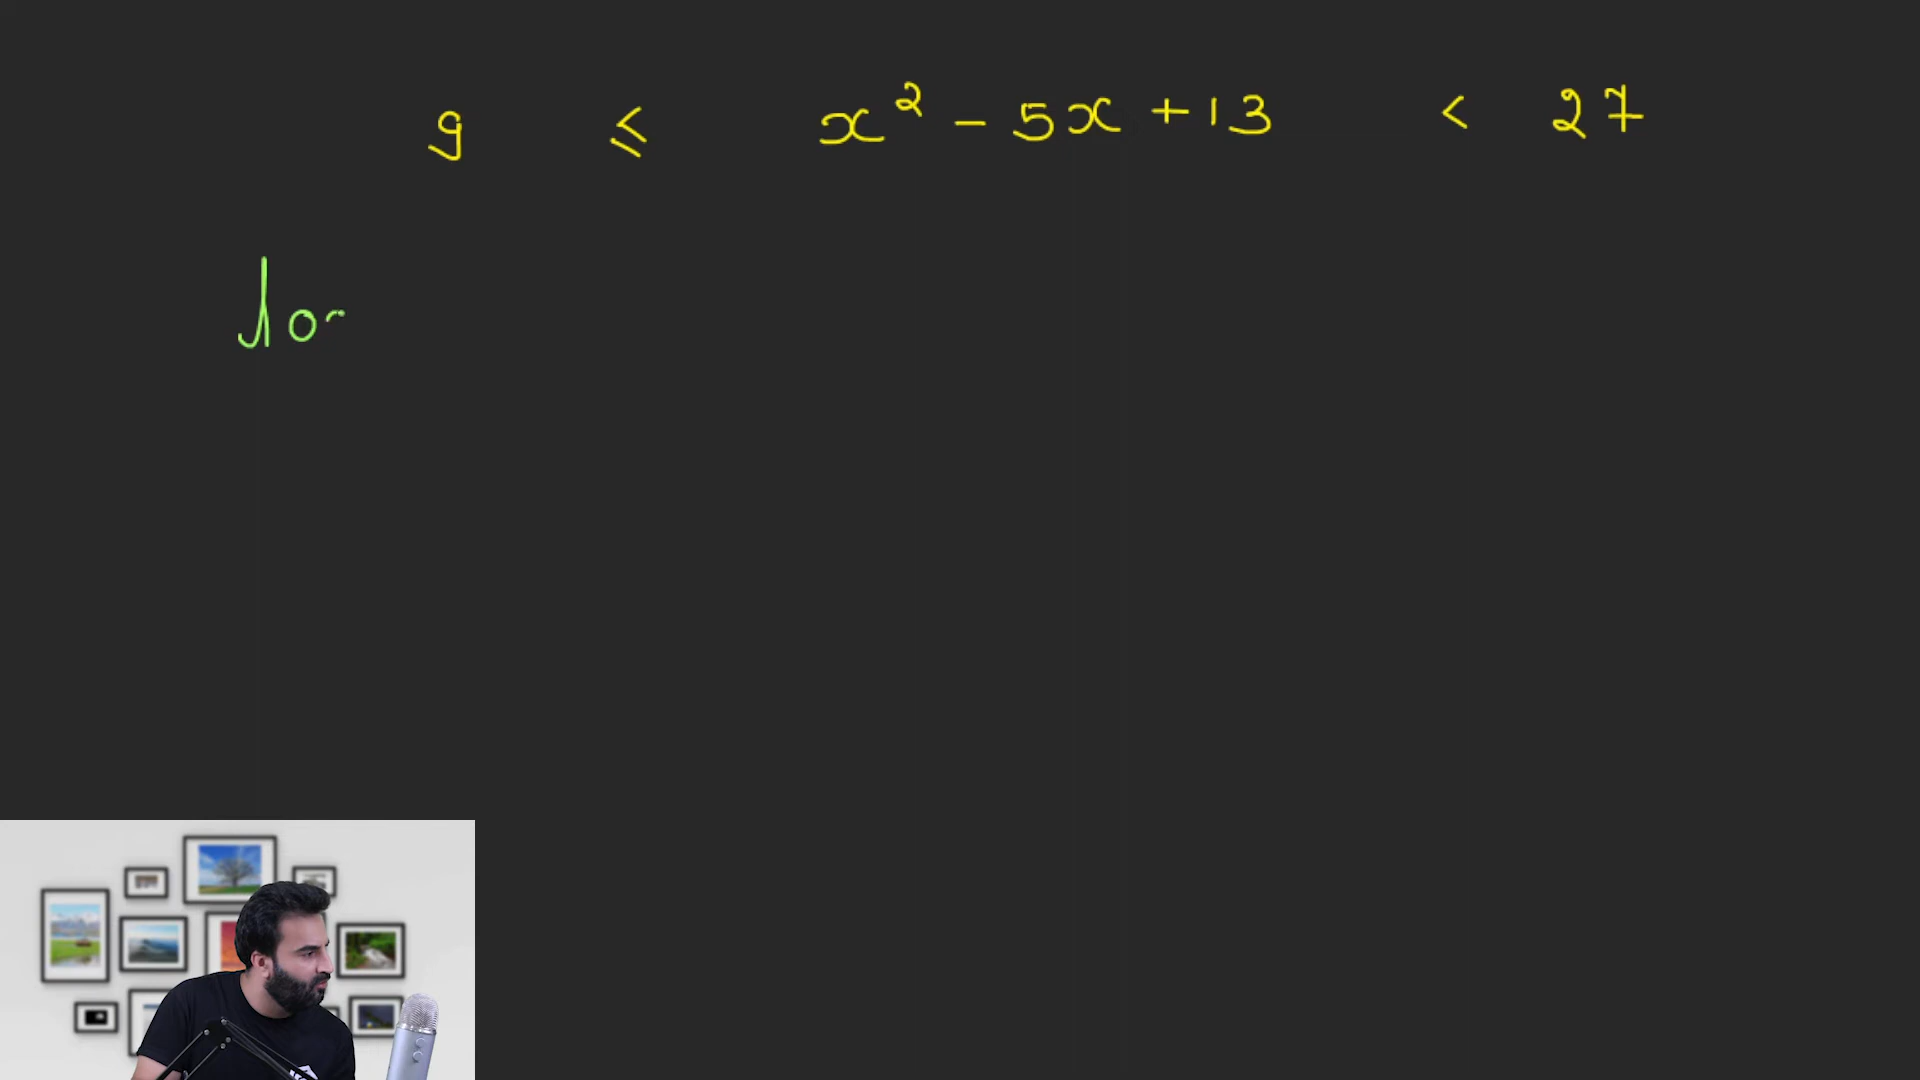 9 ≤ x² - 5x + 13 < 27